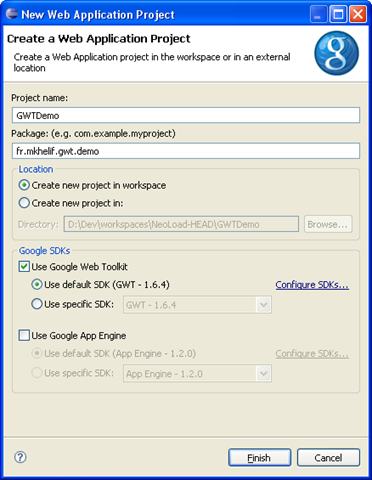 New Web Application Project
Create a Web Application Project
Create a Web Application project in the workspace or in an external
location
Project name:
GWTDemo
Package: (e.g. com.example.myproject)
fr.mkhelif.gwt.demo
Location
Create new project in workspace
Create new project in:
Directory: D:\Dev\workspaces\NeoLoad-HEAD\GWTDemo Browse...
Google SDKs
Use Google Web Toolkit
Use default SDK (GWT - 1.6.4) Configure SDKs...
Use specific SDK: GWT - 1.6.4
Use Google App Engine
Use default SDK (App Engine - 1.2.0) Configure SDKs...
Use specific SDK: App Engine - 1.2.0
? Finish Cancel